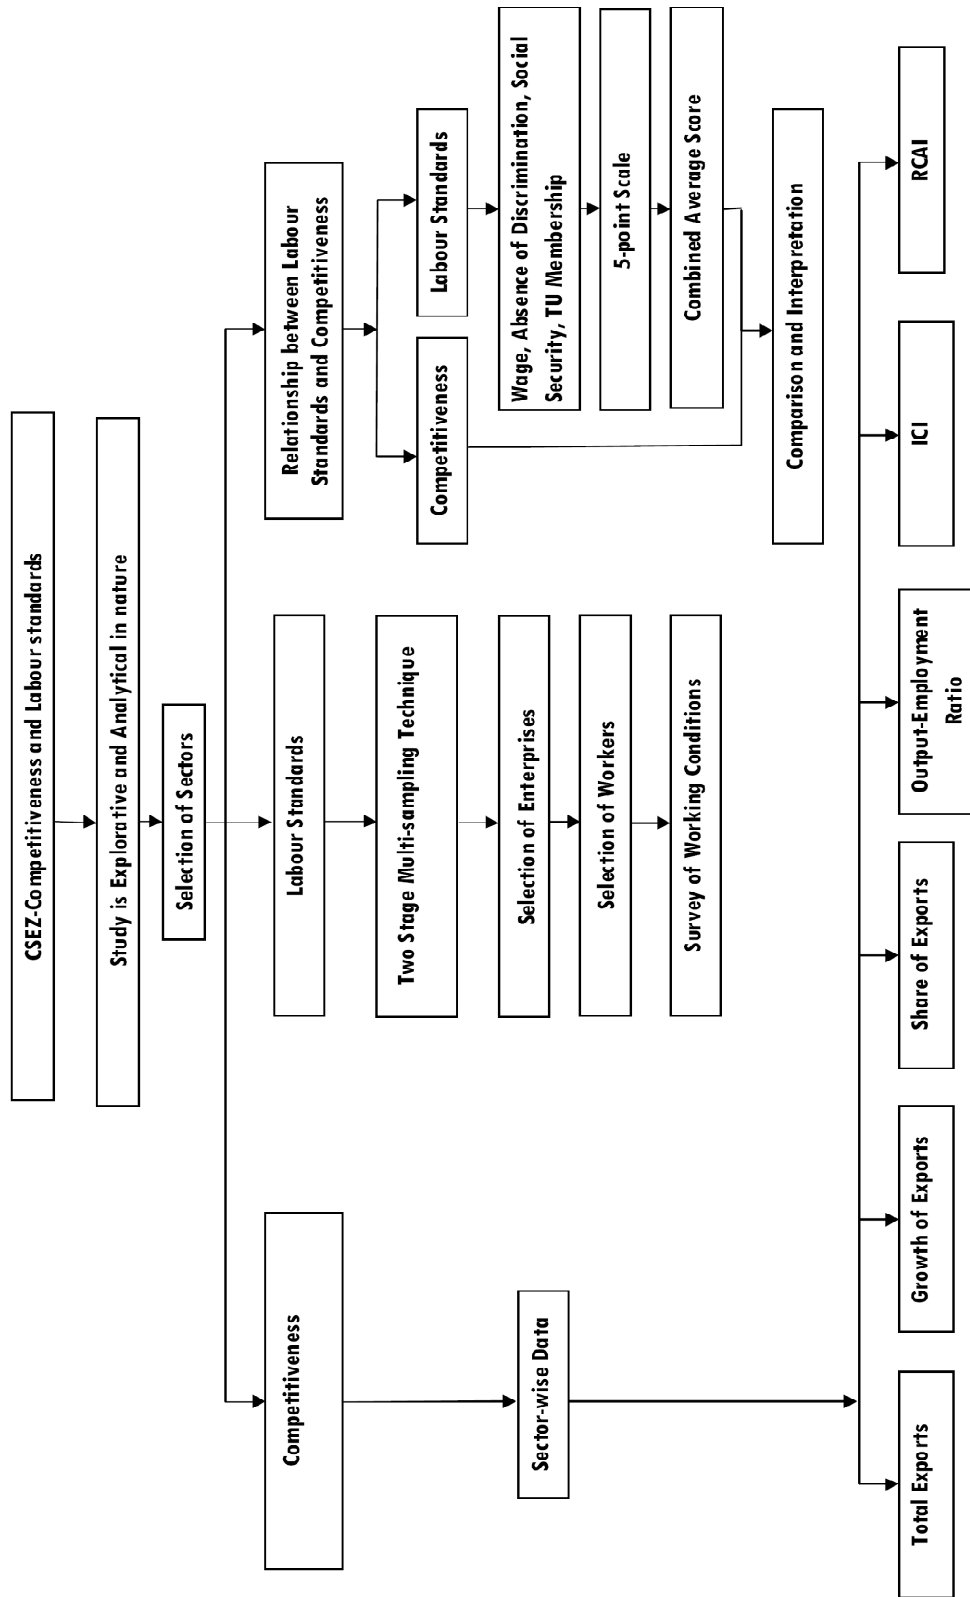 CSEZ-Competitiveness and Labour standards
Study is Explorative and Analytical in nature
Selection of Sectors
Competitiveness
Sector-wise Data
Labour Standards
Two Stage Multi-sampling Technique
Selection of Enterprises
Selection of Workers
Survey of Working Conditions
Relationship between Labour
Standards and Competitiveness
Competitiveness
Labour Standards
Wage, Absence of Discrimination, Social
Security, TU Membership
5-point Scale
Combined Average Score
Comparison and Interpretation
Total Exports
Growth of Exports
Share of Exports
Output-Employment
Ratio
ICI
RCAI